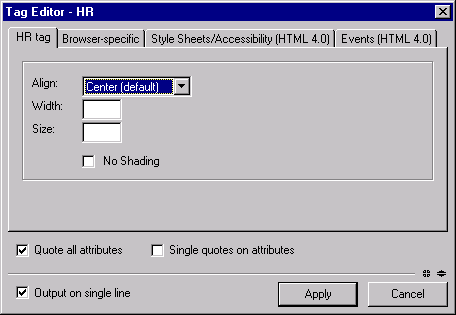 Tag Editor - HR
HR tag Browser-specific Style Sheets/Accessibility (HTML 4.0) Events (HTML 4.0)
Align: Center (default)
Width:
Size:
No Shading
Quote all attributes Single quotes on attributes
Output on single line Apply Cancel